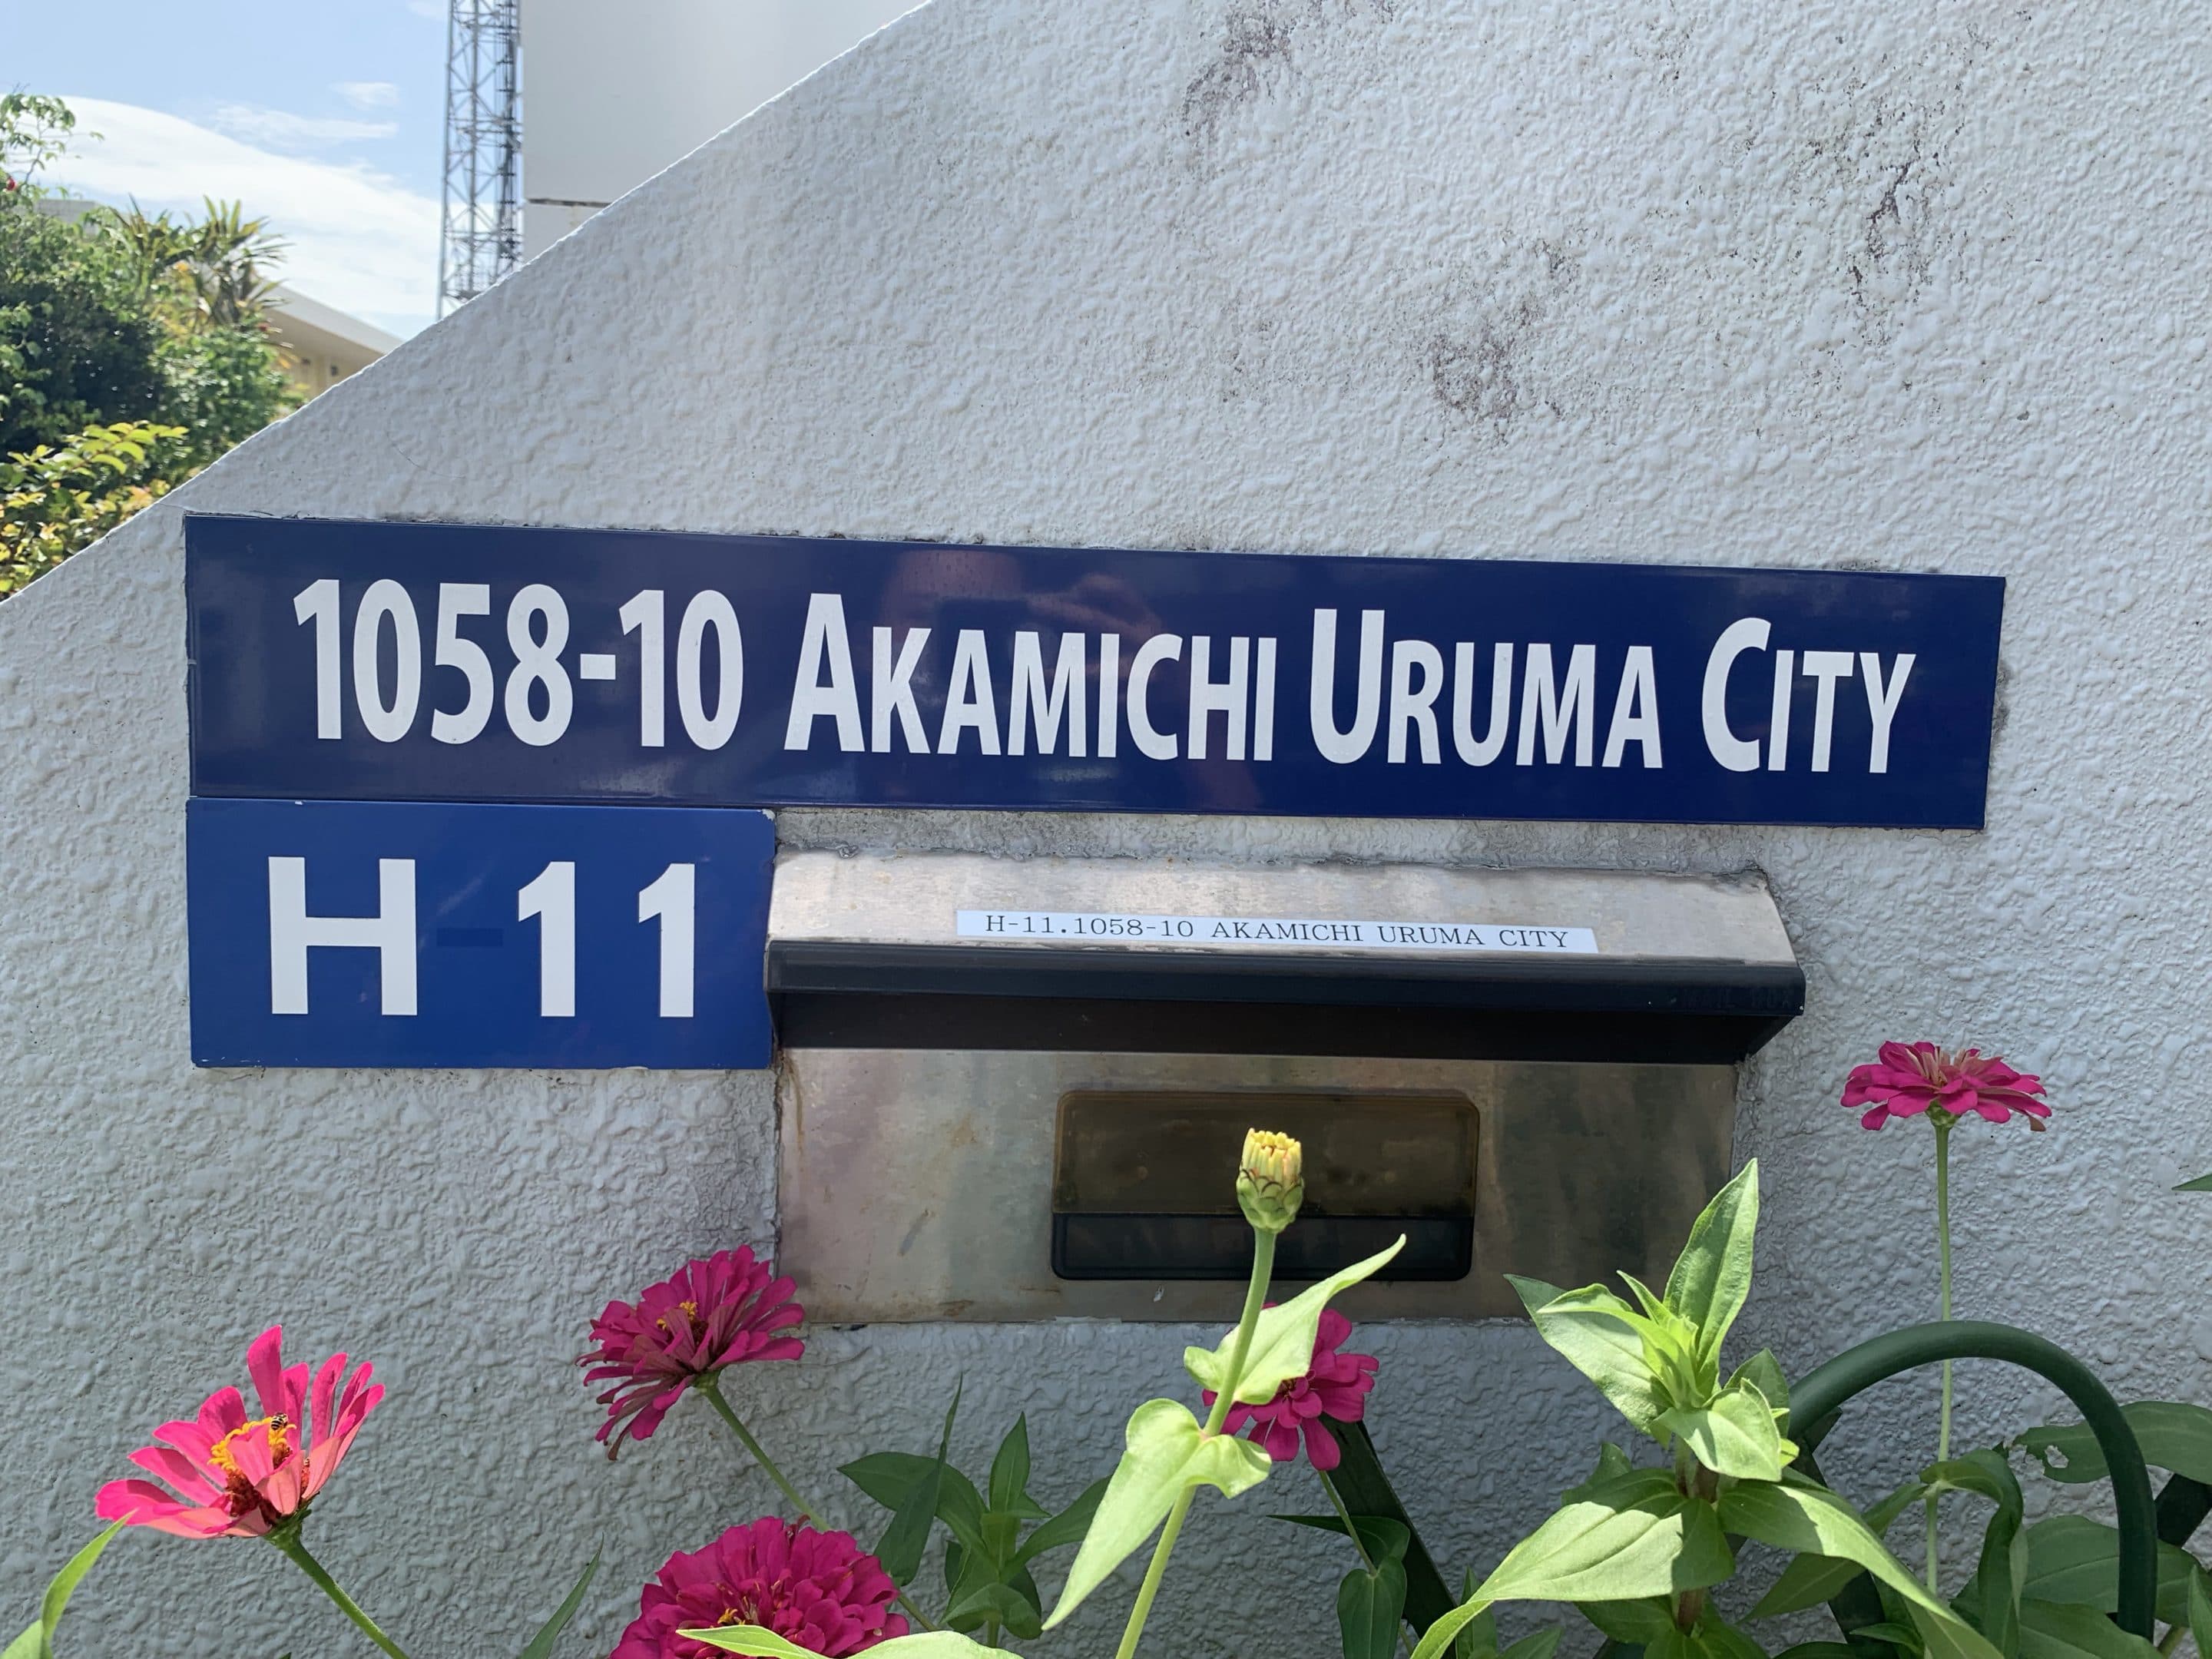 1058-10 AKAMICHI URUMA CITY
H 11
H-11.1058-10 AKAMICHI URUMA CITY